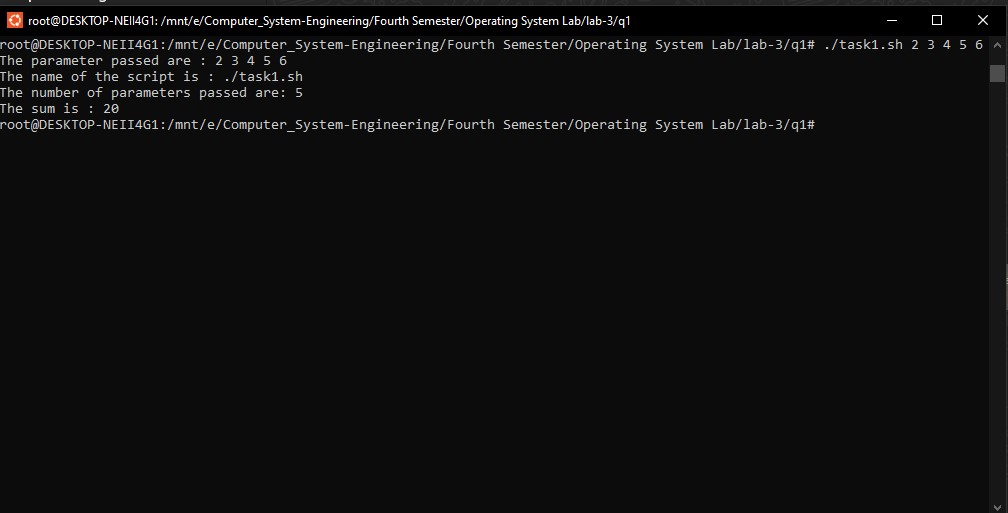 root@DESKTOP-NEII4G1: /mnt/e/Computer_System-Engineering/Fourth Semester/Operating System Lab/lab-3/q1
root@DESKTOP-NEII4G1:/mnt/e/Computer_System-Engineering/Fourth Semester/Operating System Lab/lab-3/q1# ./task1.sh 2 3 4 5 6
The parameter passed are : 2 3 4 5 6
The name of the script is : ./task1.sh
The number of parameters passed are: 5
The sum is : 20
root@DESKTOP-NEII4G1:/mnt/e/Computer_System-Engineering/Fourth Semester/Operating System Lab/lab-3/q1#